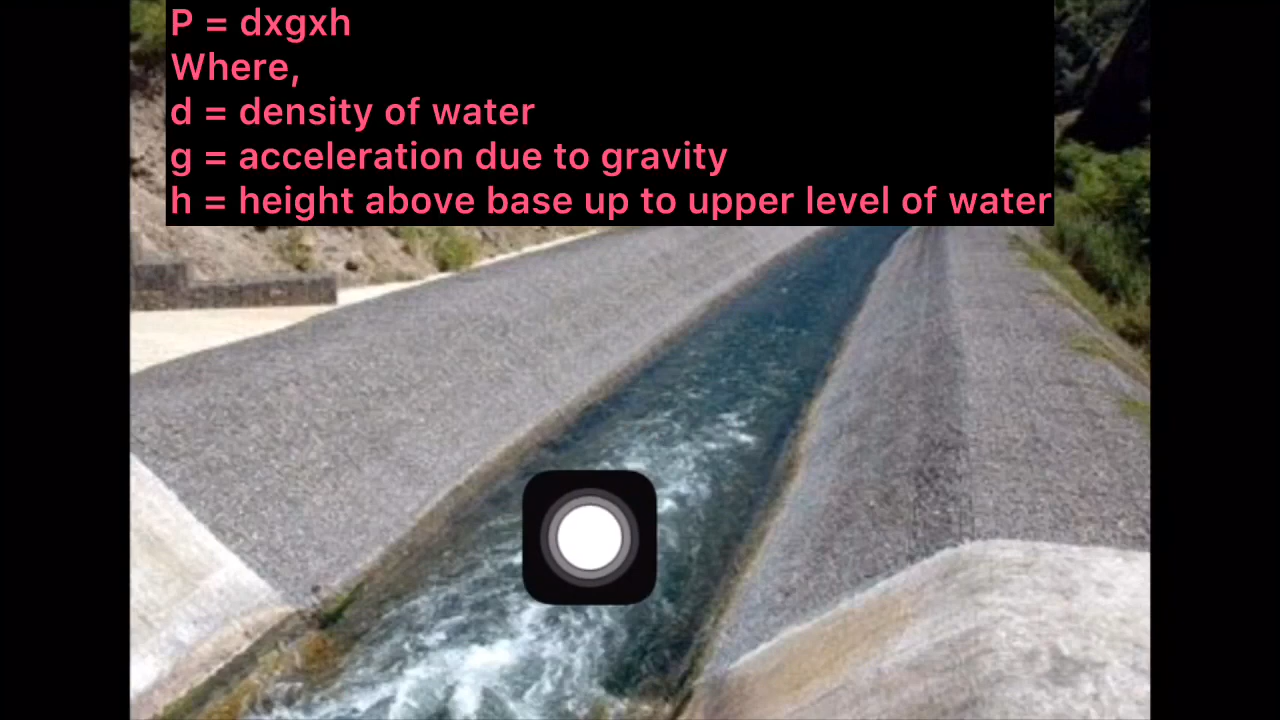 P = dxgxh
Where,
d = density of water
g = acceleration due to gravity
h = height above base up to upper level of water